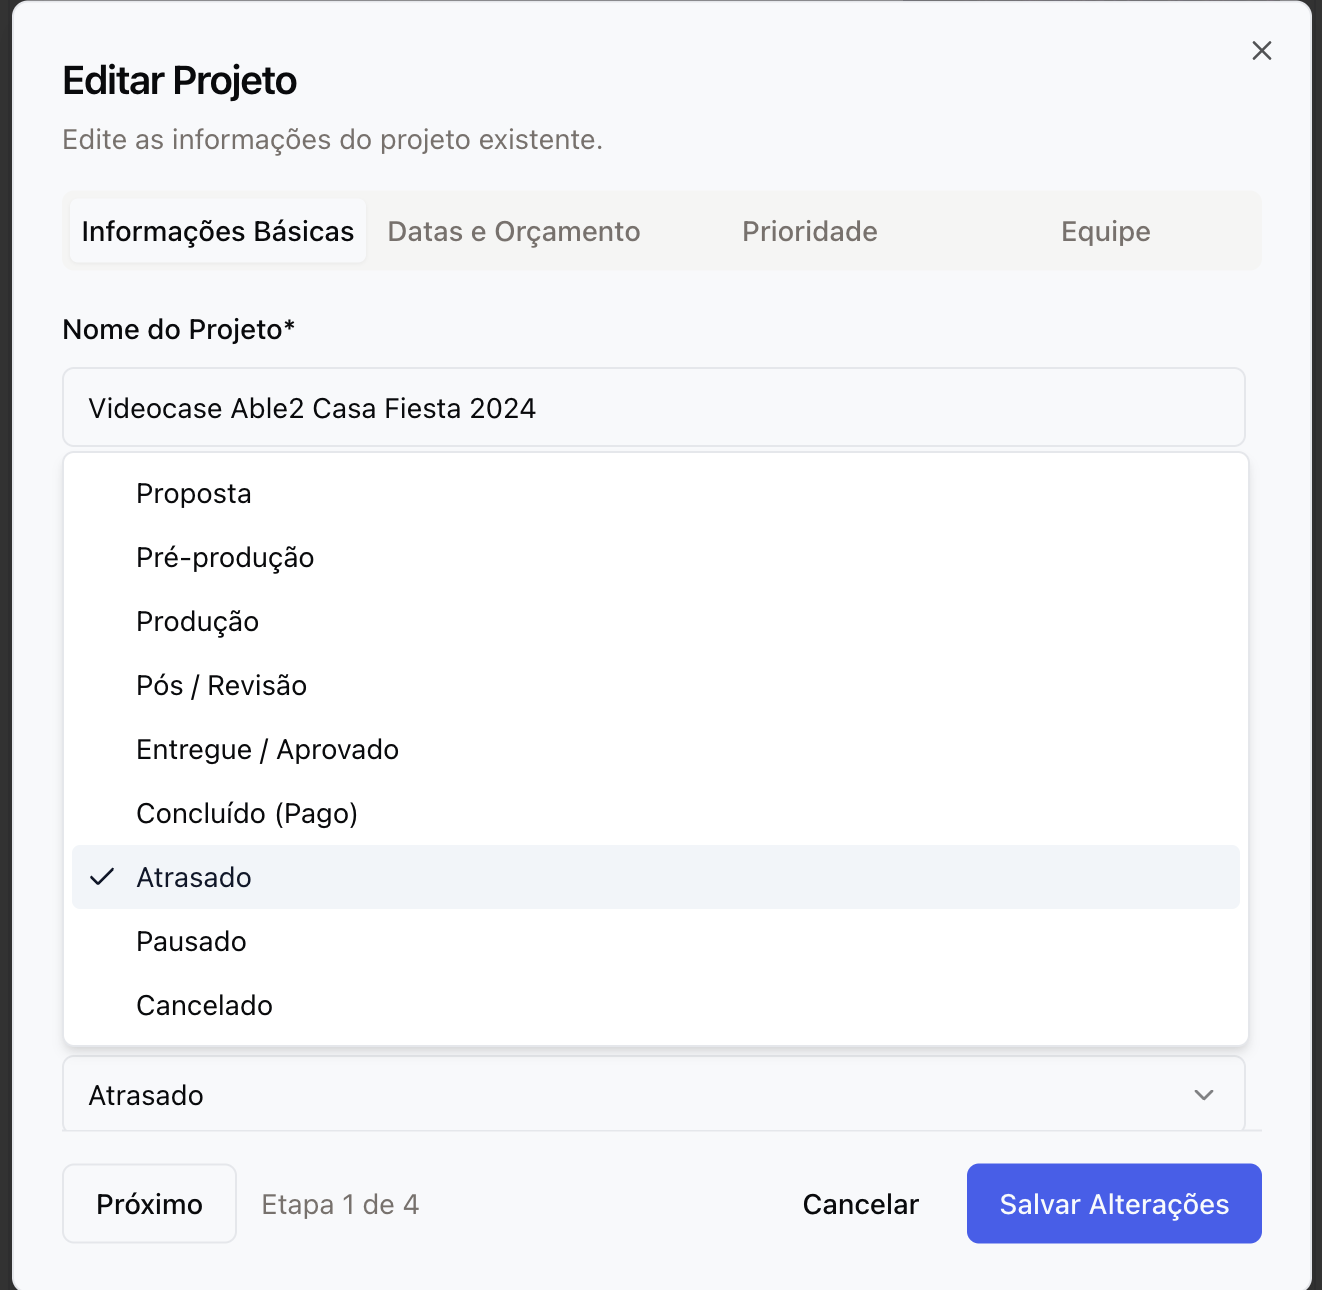 Editar Projeto
Edite as informações do projeto existente.
Informações Básicas Datas e Orçamento Prioridade Equipe
Nome do Projeto*
Videocase Able2 Casa Fiesta 2024
Proposta
Pré-produção
Produção
Pós / Revisão
Entregue / Aprovado
Concluído (Pago)
Atrasado
Pausado
Cancelado
Atrasado
Próximo Etapa 1 de 4 Cancelar Salvar Alterações